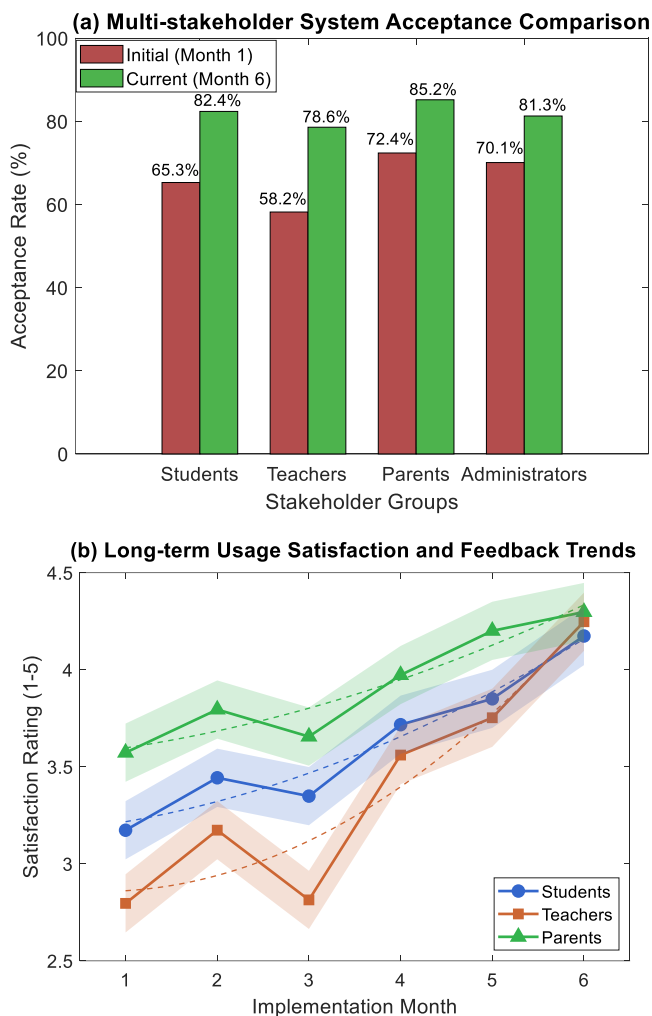 (a) Multi-stakeholder System Acceptance Comparison
100
80
60
40
20
0
Acceptance Rate (%)
Initial (Month 1)
Current (Month 6)
65.3%
82.4%
58.2%
78.6%
72.4%
85.2%
70.1%
81.3%
Students
Teachers
Parents
Administrators
Stakeholder Groups
(b) Long-term Usage Satisfaction and Feedback Trends
4.5
4
3.5
3
2.5
Satisfaction Rating (1-5)
Students
Teachers
Parents
1
2
3
4
5
6
Implementation Month